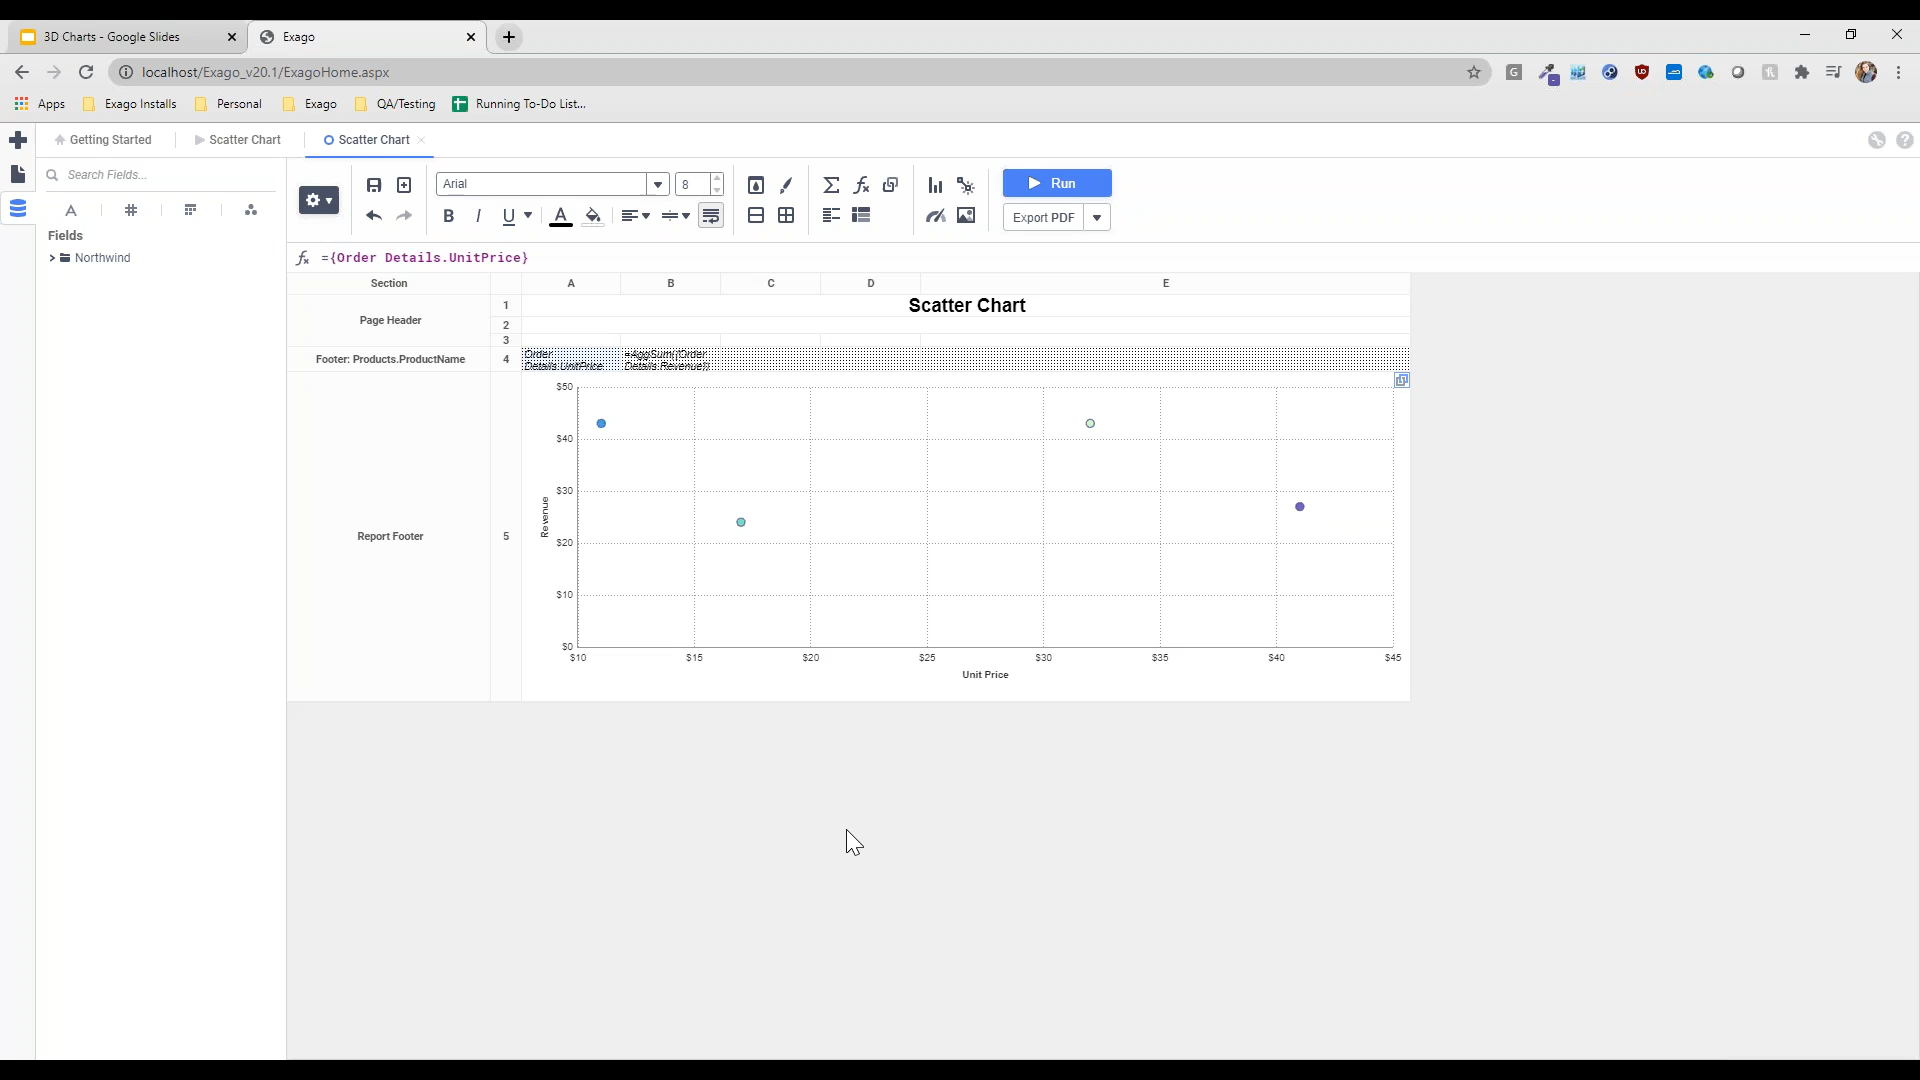 3D Charts - Google Slides
Exago
localhost/Exago_v20.1/ExagoHome.aspx
Apps
Exago Installs
Personal
Exago
QA/Testing
Running To-Do List...
Getting Started
Scatter Chart
Scatter Chart
Search Fields...
Arial
8
Run
Export PDF
Fields
Northwind
={Order Details.UnitPrice}
Section
A
B
C
D
E
Page Header
1
Scatter Chart
2
3
Footer: Products.ProductName
4
Order
Details.UnitPrice
=AggSum({Order
Details.Revenue})
Report Footer
5
$50
$40
$30
$20
$10
$0
Revenue
$10
$15
$20
$25
$30
$35
$40
$45
Unit Price